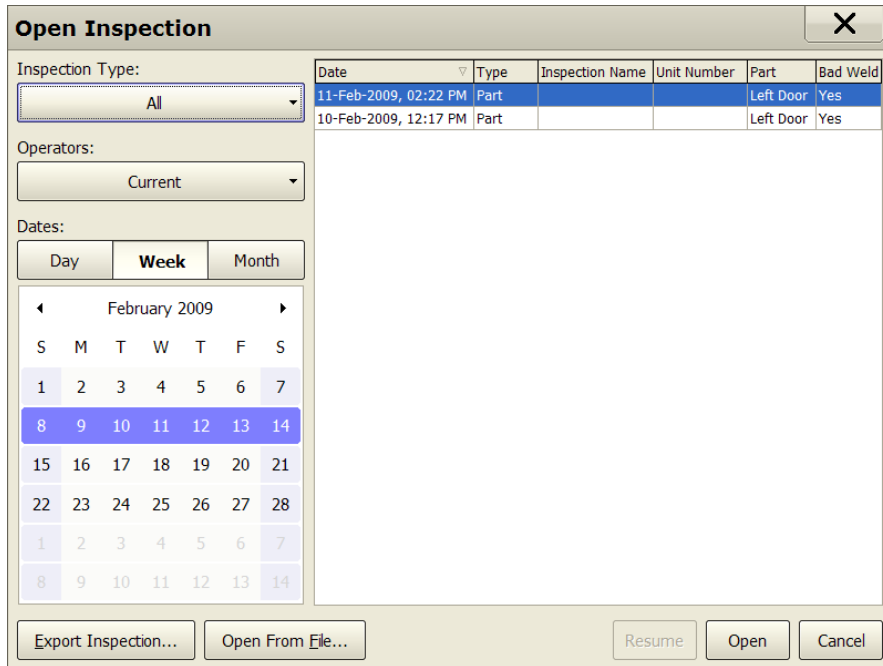 Open Inspection
Inspection Type:
All
Operators:
Current
Dates:
Day Week Month
February 2009
S M T W T F S
1 2 3 4 5 6 7
8 9 10 11 12 13 14
15 16 17 18 19 20 21
22 23 24 25 26 27 28
1 2 3 4 5 6 7
8 9 10 11 12 13 14
Date Type Inspection Name Unit Number Part Bad Weld
11-Feb-2009, 02:22 PM Part Left Door Yes
10-Feb-2009, 12:17 PM Part Left Door Yes
Export Inspection... Open From File... Resume Open Cancel